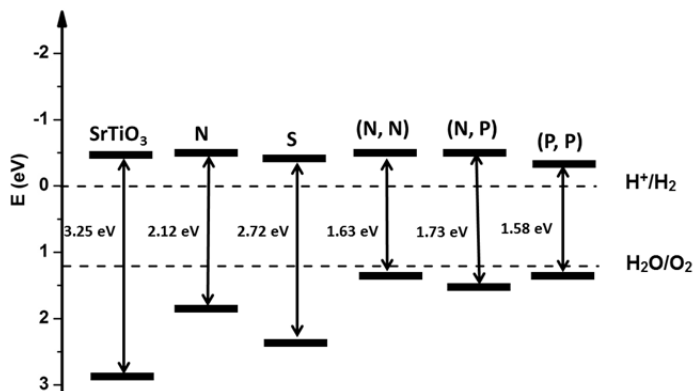 -2
-1
0
1
2
3
E (eV)
SrTiO₃
N
S
(N, N)
(N, P)
(P, P)
3.25 eV
2.12 eV
2.72 eV
1.63 eV
1.73 eV
1.58 eV
H⁺/H₂
H₂O/O₂